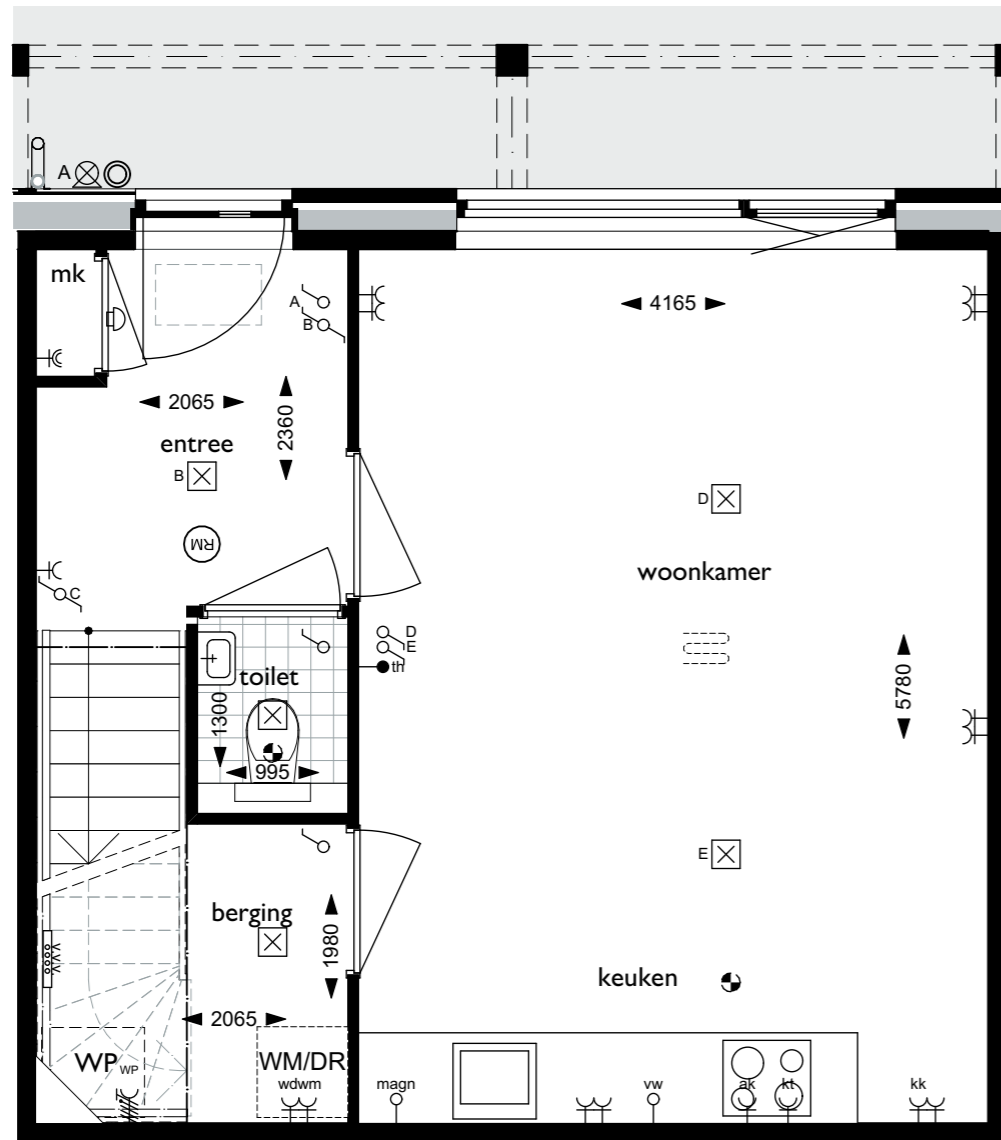 A
mk
A
B
4165
2065
2360
entree
B
D
RM
woonkamer
C
D
E
th
toilet
1300
995
5780
E
berging
1980
keuken
2065
WP
WP
WM/DR
wdwm
magn
vw
ak
kt
kk